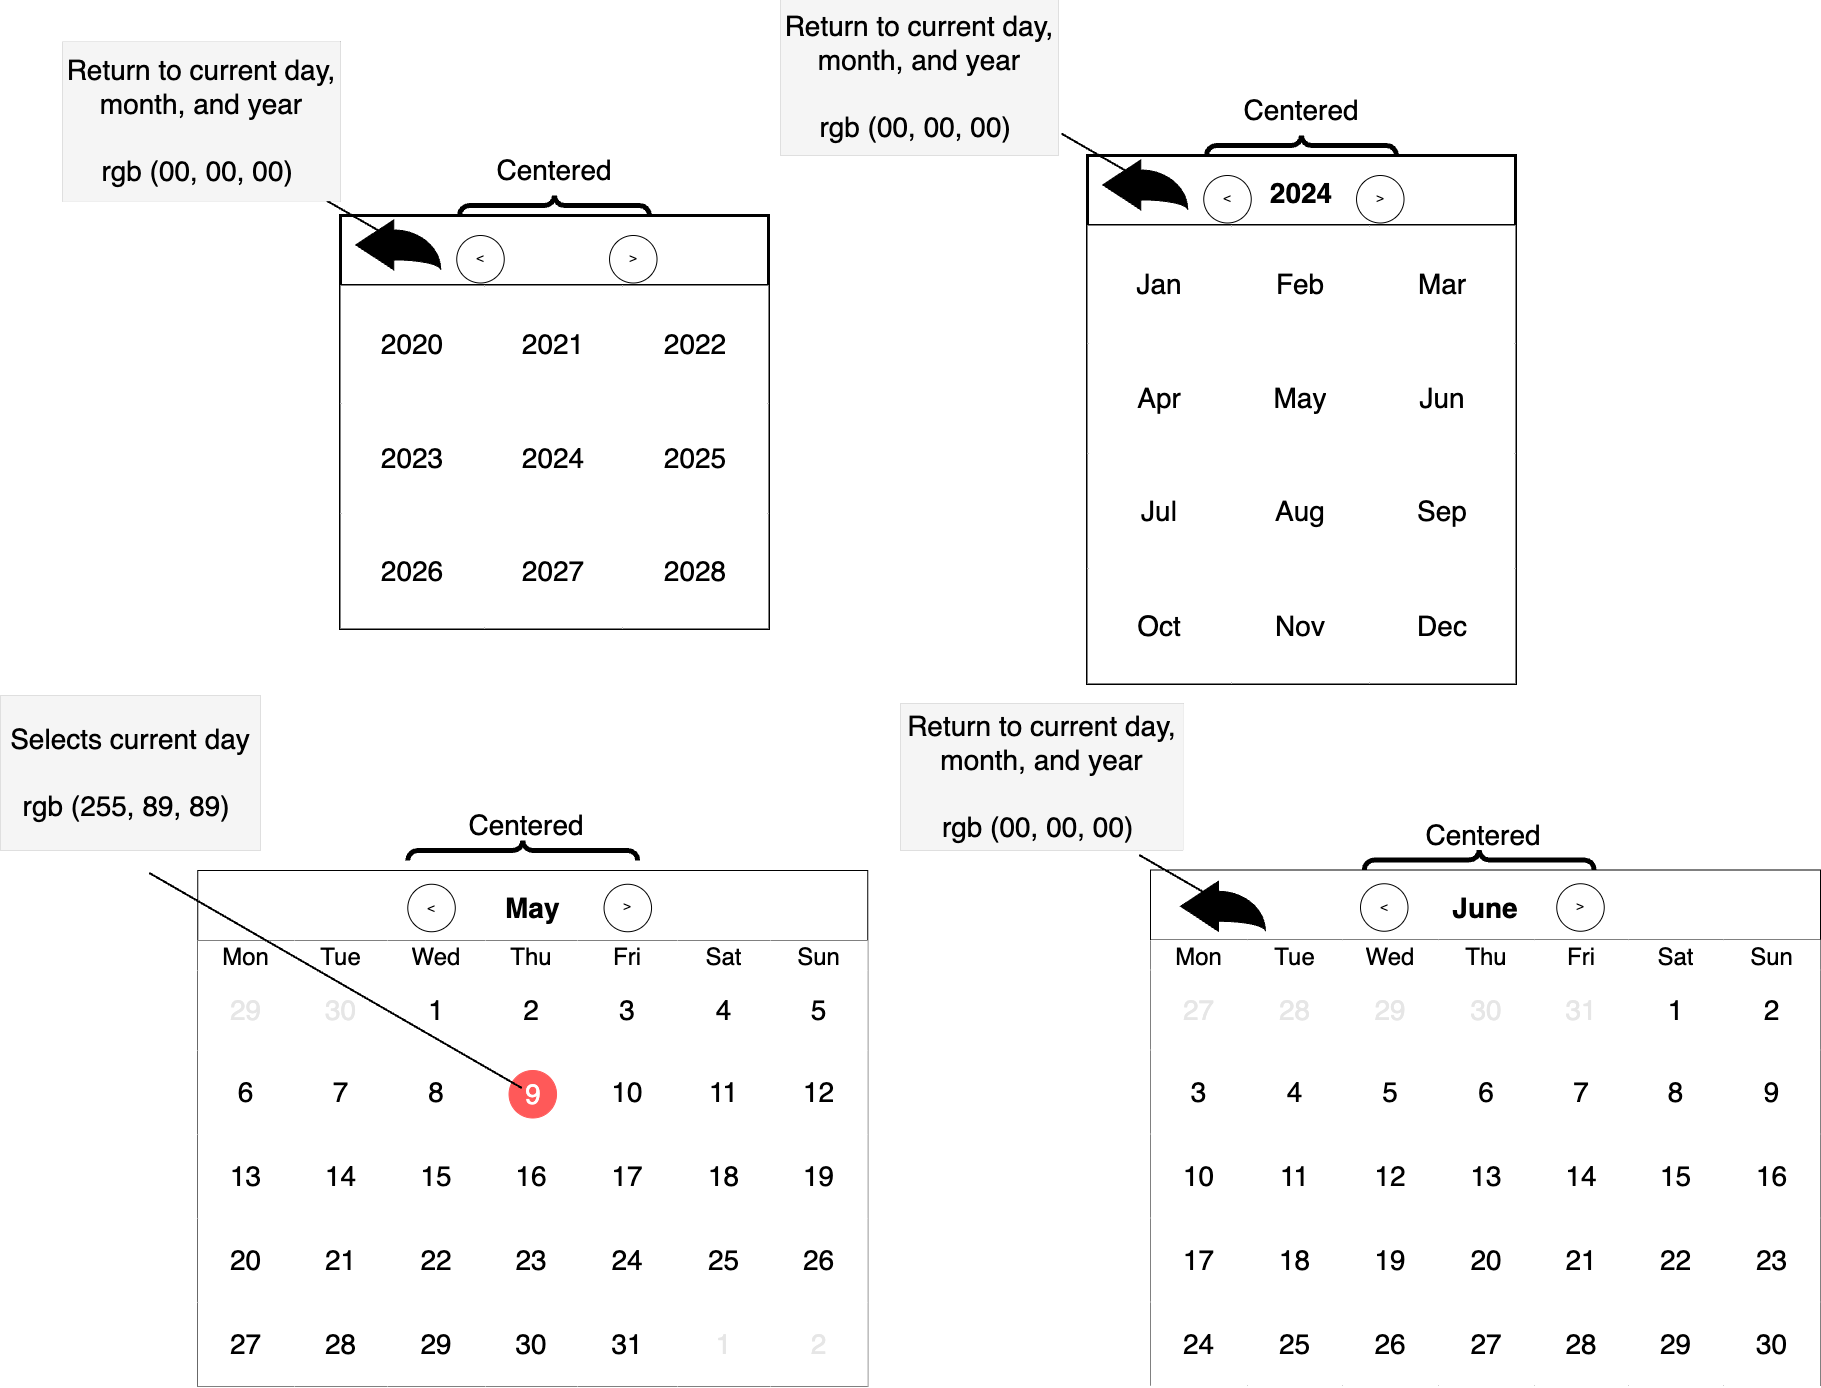 Return to current day,
month, and year
rgb (00, 00, 00)
Centered
< >
2020 2021 2022
2023 2024 2025
2026 2027 2028
Return to current day,
month, and year
rgb (00, 00, 00)
Centered
< 2024 >
Jan Feb Mar
Apr May Jun
Jul Aug Sep
Oct Nov Dec
Selects current day
rgb (255, 89, 89)
Centered
< May >
Mon Tue Wed Thu Fri Sat Sun
29 30 1 2 3 4 5
6 7 8 9 10 11 12
13 14 15 16 17 18 19
20 21 22 23 24 25 26
27 28 29 30 31 1 2
Return to current day,
month, and year
rgb (00, 00, 00)
Centered
< June >
Mon Tue Wed Thu Fri Sat Sun
27 28 29 30 31 1 2
3 4 5 6 7 8 9
10 11 12 13 14 15 16
17 18 19 20 21 22 23
24 25 26 27 28 29 30